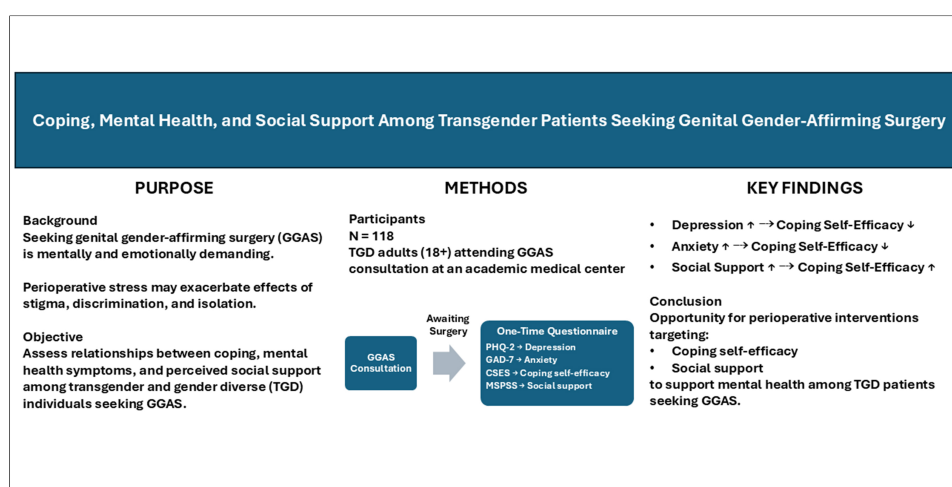 Coping, Mental Health, and Social Support Among Transgender Patients Seeking Genital Gender-Affirming Surgery
PURPOSE
Background
Seeking genital gender-affirming surgery (GGAS)
is mentally and emotionally demanding.
Perioperative stress may exacerbate effects of
stigma, discrimination, and isolation.
Objective
Assess relationships between coping, mental
health symptoms, and perceived social support
among transgender and gender diverse (TGD)
individuals seeking GGAS.
METHODS
Participants
N = 118
TGD adults (18+) attending GGAS
consultation at an academic medical center
GGAS
Consultation
Awaiting
Surgery
One-Time Questionnaire
PHQ-2 → Depression
GAD-7 → Anxiety
CSES → Coping self-efficacy
MSPSS → Social support
KEY FINDINGS
• Depression ↑ → Coping Self-Efficacy ↓
• Anxiety ↑ → Coping Self-Efficacy ↓
• Social Support ↑ → Coping Self-Efficacy ↑
Conclusion
Opportunity for perioperative interventions
targeting:
• Coping self-efficacy
• Social support
to support mental health among TGD patients
seeking GGAS.